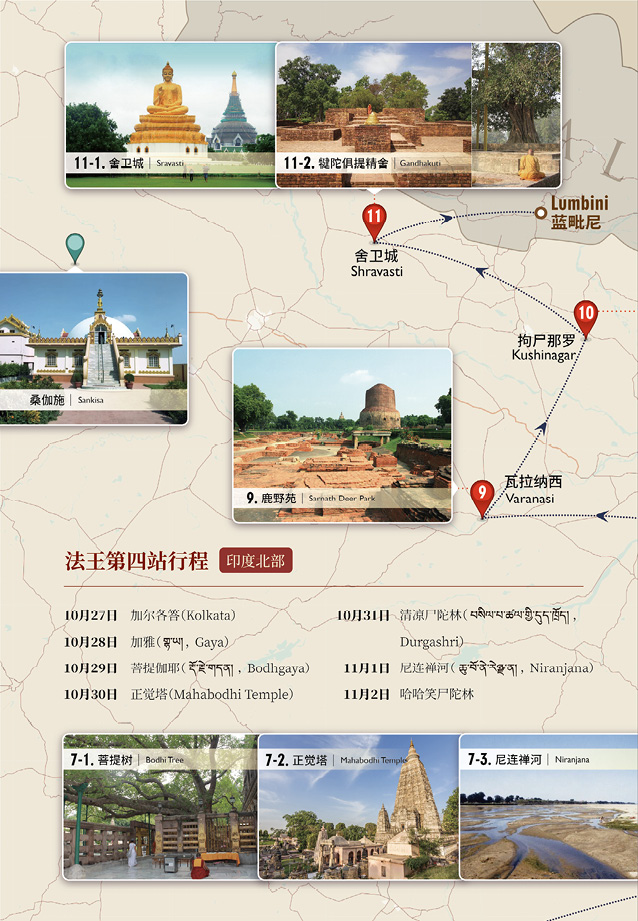 11-1. 舍卫城 | Sravasti
11-2. 犍陀俱提精舍 | Gandhakuti
A L
Lumbini
蓝毗尼
11
舍卫城
Shravasti
10
拘尸那罗
Kushinagar
桑伽施 | Sankisa
9. 鹿野苑 | Sarnath Deer Park
9
瓦拉纳西
Varanasi
法王第四站行程 印度北部
10月27日 加尔各答(Kolkata)
10月28日 加雅(གྷ་ཡ།, Gaya)
10月29日 菩提伽耶(རྡོ་རྗེ་གདན།, Bodhgaya)
10月30日 正觉塔(Mahabodhi Temple)
10月31日 清凉尸陀林(བསིལ་བ་ཚལ་གྱི་དུར་ཁྲོད།,
Durgashri)
11月1日 尼连禅河(ཆུ་བོ་ནཻ་རཉྫ་ན།, Niranjana)
11月2日 哈哈笑尸陀林
7-1. 菩提树 | Bodhi Tree
7-2. 正觉塔 | Mahabodhi Temple
7-3. 尼连禅河 | Niranjana